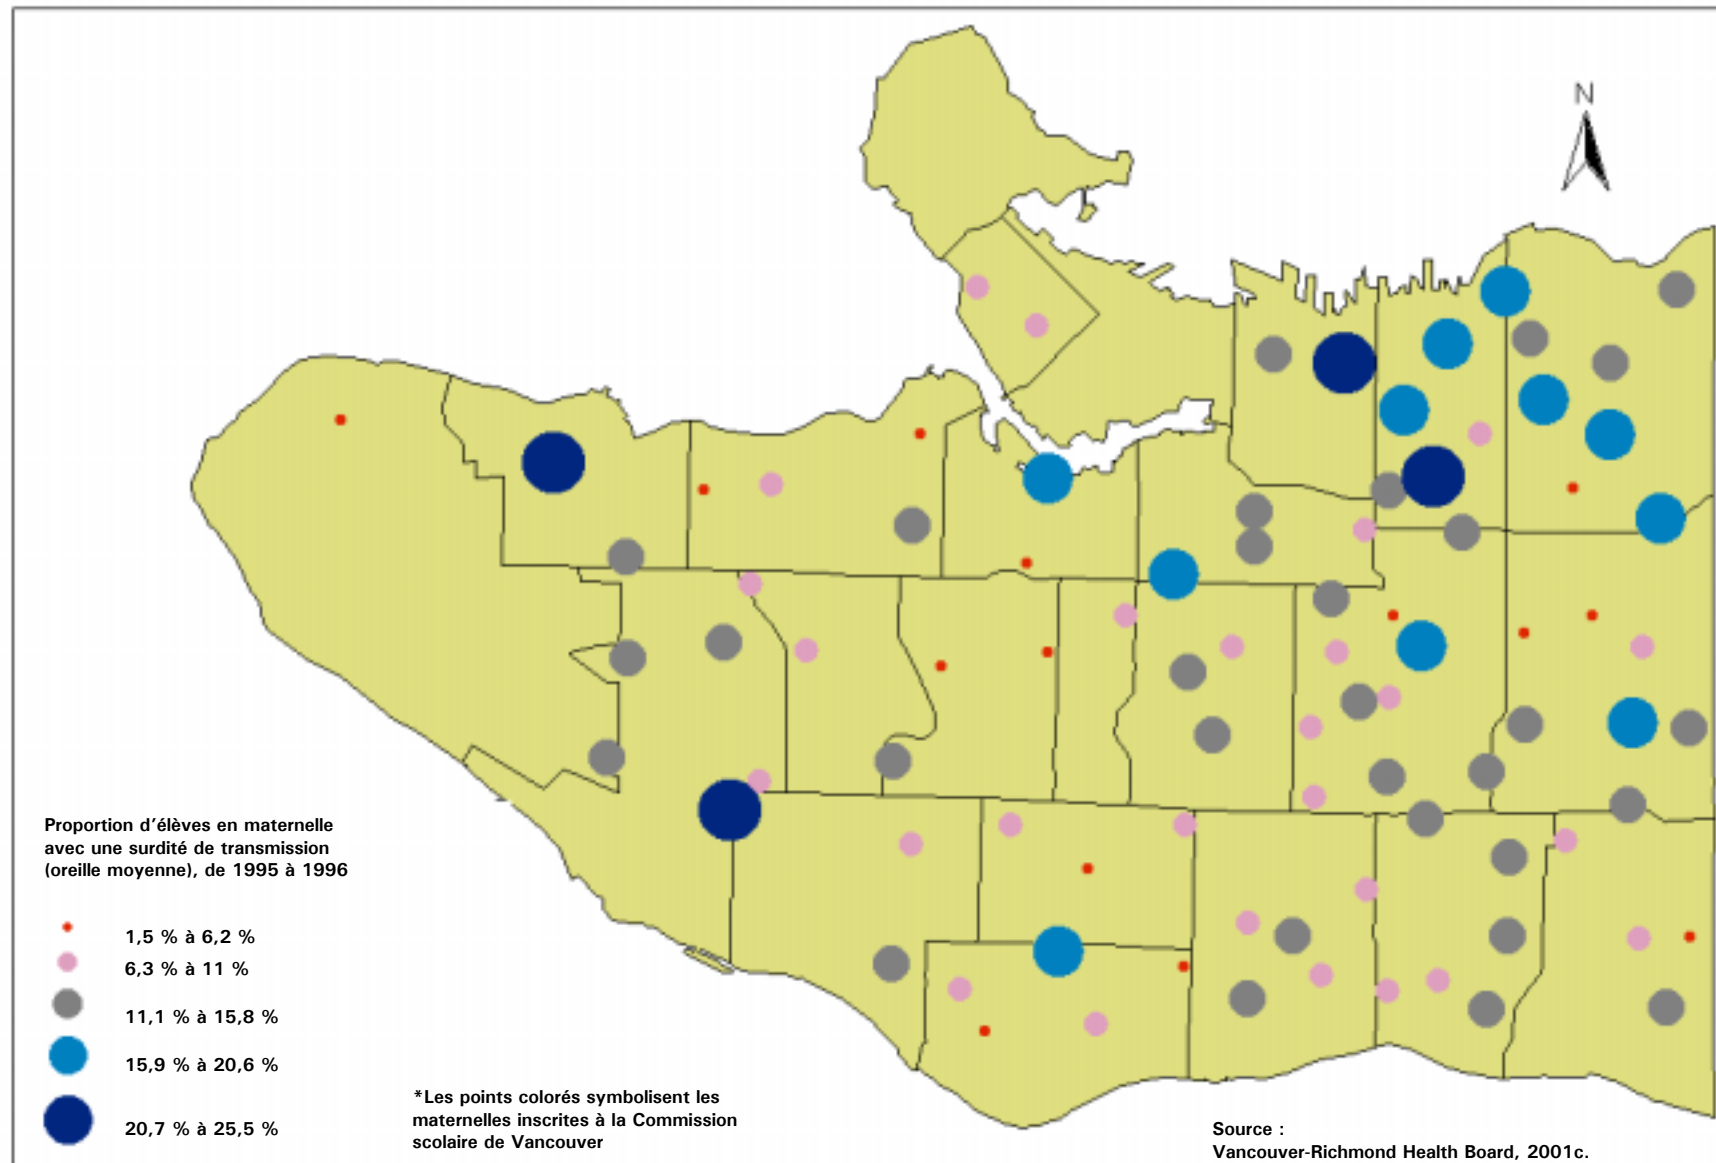 N
Proportion d'élèves en maternelle
avec une surdité de transmission
(oreille moyenne), de 1995 à 1996
1,5 % à 6,2 %
6,3 % à 11 %
11,1 % à 15,8 %
15,9 % à 20,6 %
20,7 % à 25,5 %
*Les points colorés symbolisent les
maternelles inscrites à la Commission
scolaire de Vancouver
Source :
Vancouver-Richmond Health Board, 2001c.